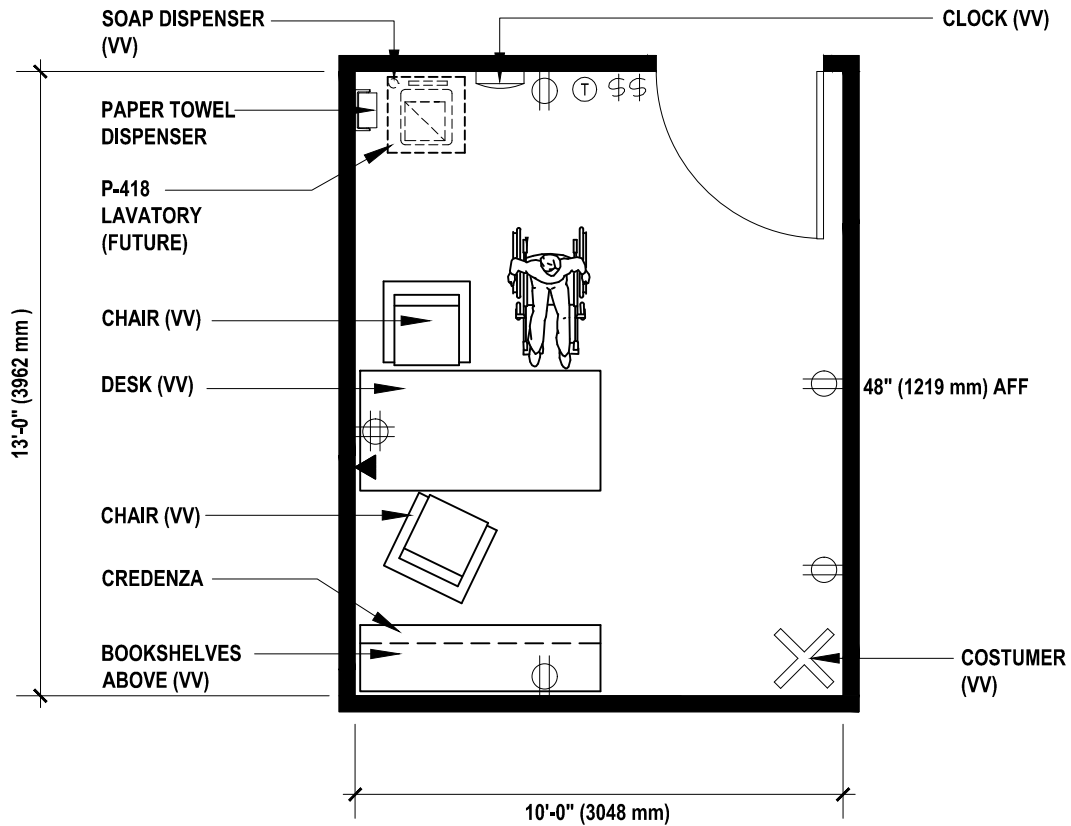 SOAP DISPENSER
(VV)
CLOCK (VV)
PAPER TOWEL
DISPENSER
T
$$
P-418
LAVATORY
(FUTURE)
CHAIR (VV)
DESK (VV)
48" (1219 mm) AFF
13'-0" (3962 mm )
CHAIR (VV)
CREDENZA
BOOKSHELVES
ABOVE (VV)
COSTUMER
(VV)
10'-0" (3048 mm)